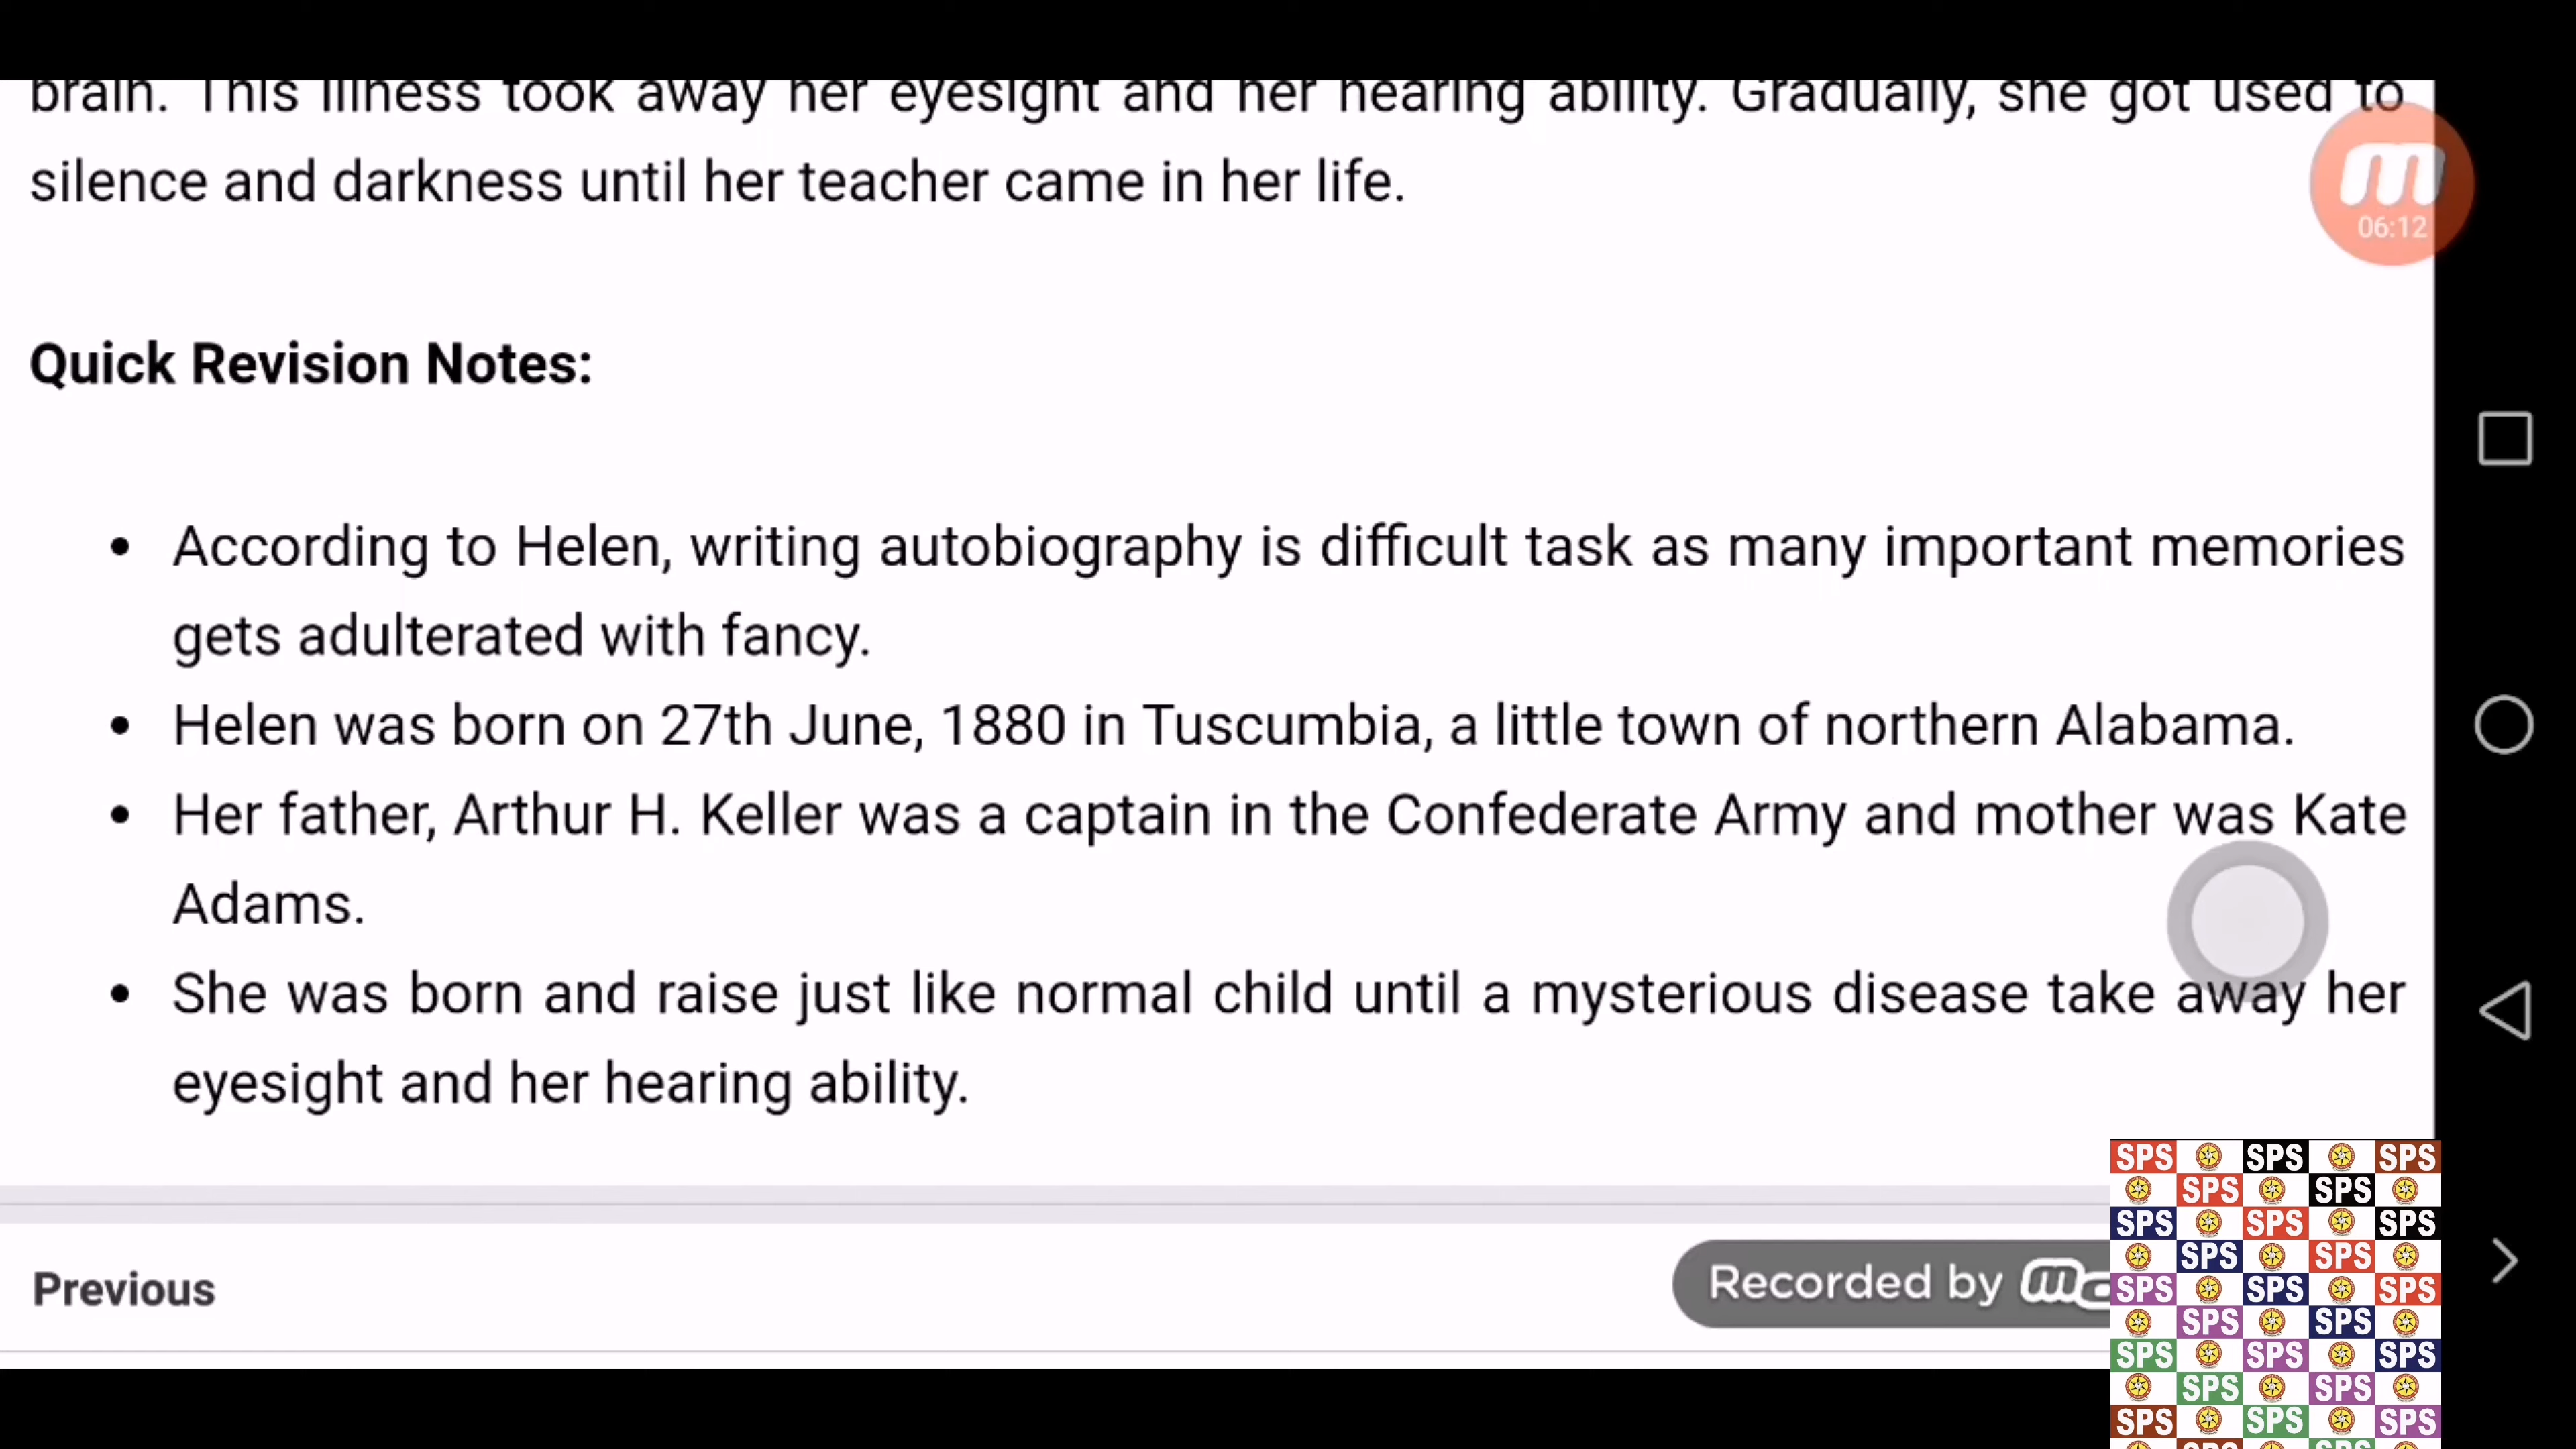 brain. This illness took away her eyesight and her hearing ability. Gradually, she got used to
silence and darkness until her teacher came in her life.
06:12
Quick Revision Notes:
According to Helen, writing autobiography is difficult task as many important memories
gets adulterated with fancy.
Helen was born on 27th June, 1880 in Tuscumbia, a little town of northern Alabama.
Her father, Arthur H. Keller was a captain in the Confederate Army and mother was Kate
Adams.
She was born and raise just like normal child until a mysterious disease take away her
eyesight and her hearing ability.
Previous
Recorded by
SPS SPS SPS
SPS SPS
SPS SPS SPS
SPS SPS
SPS SPS SPS
SPS SPS
SPS SPS SPS
SPS SPS
SPS SPS SPS